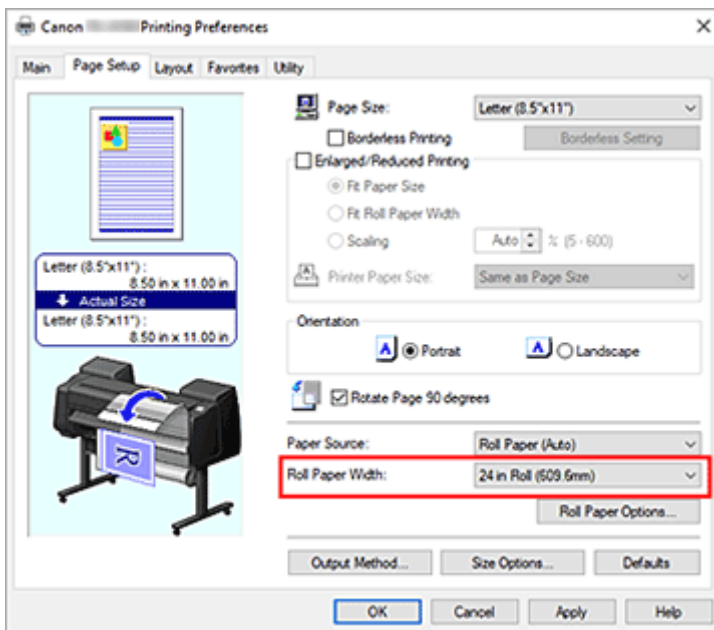 Canon Printing Preferences
Main Page Setup Layout Favorites Utility
Page Size: Letter (8.5"x11")
Borderless Printing Borderless Setting
Enlarged/Reduced Printing
Fit Paper Size
Fit Roll Paper Width
Scaling Auto % (5 - 600)
Printer Paper Size: Same as Page Size
Letter (8.5"x11") :
8.50 in x 11.00 in
Actual Size
Letter (8.5"x11") :
8.50 in x 11.00 in
Orientation
A Portrait A Landscape
Rotate Page 90 degrees
R
Paper Source: Roll Paper (Auto)
Roll Paper Width: 24 in Roll (609.6mm)
Roll Paper Options...
Output Method... Size Options... Defaults
OK Cancel Apply Help